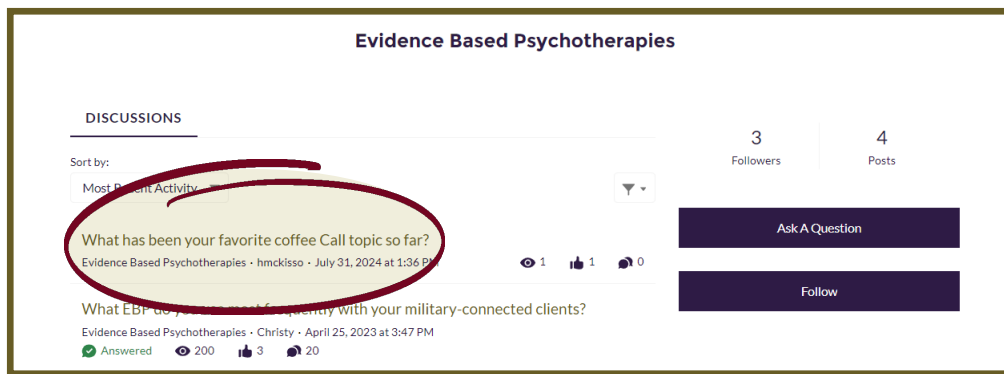 Evidence Based Psychotherapies
DISCUSSIONS
Sort by:
Most Recent Activity
What has been your favorite coffee Call topic so far?
Evidence Based Psychotherapies · hmckisso · July 31, 2024 at 1:36 PM
1 1 0
What EBP do you use most frequently with your military-connected clients?
Evidence Based Psychotherapies · Christy · April 25, 2023 at 3:47 PM
Answered 200 3 20
3 4
Followers Posts
Ask A Question
Follow